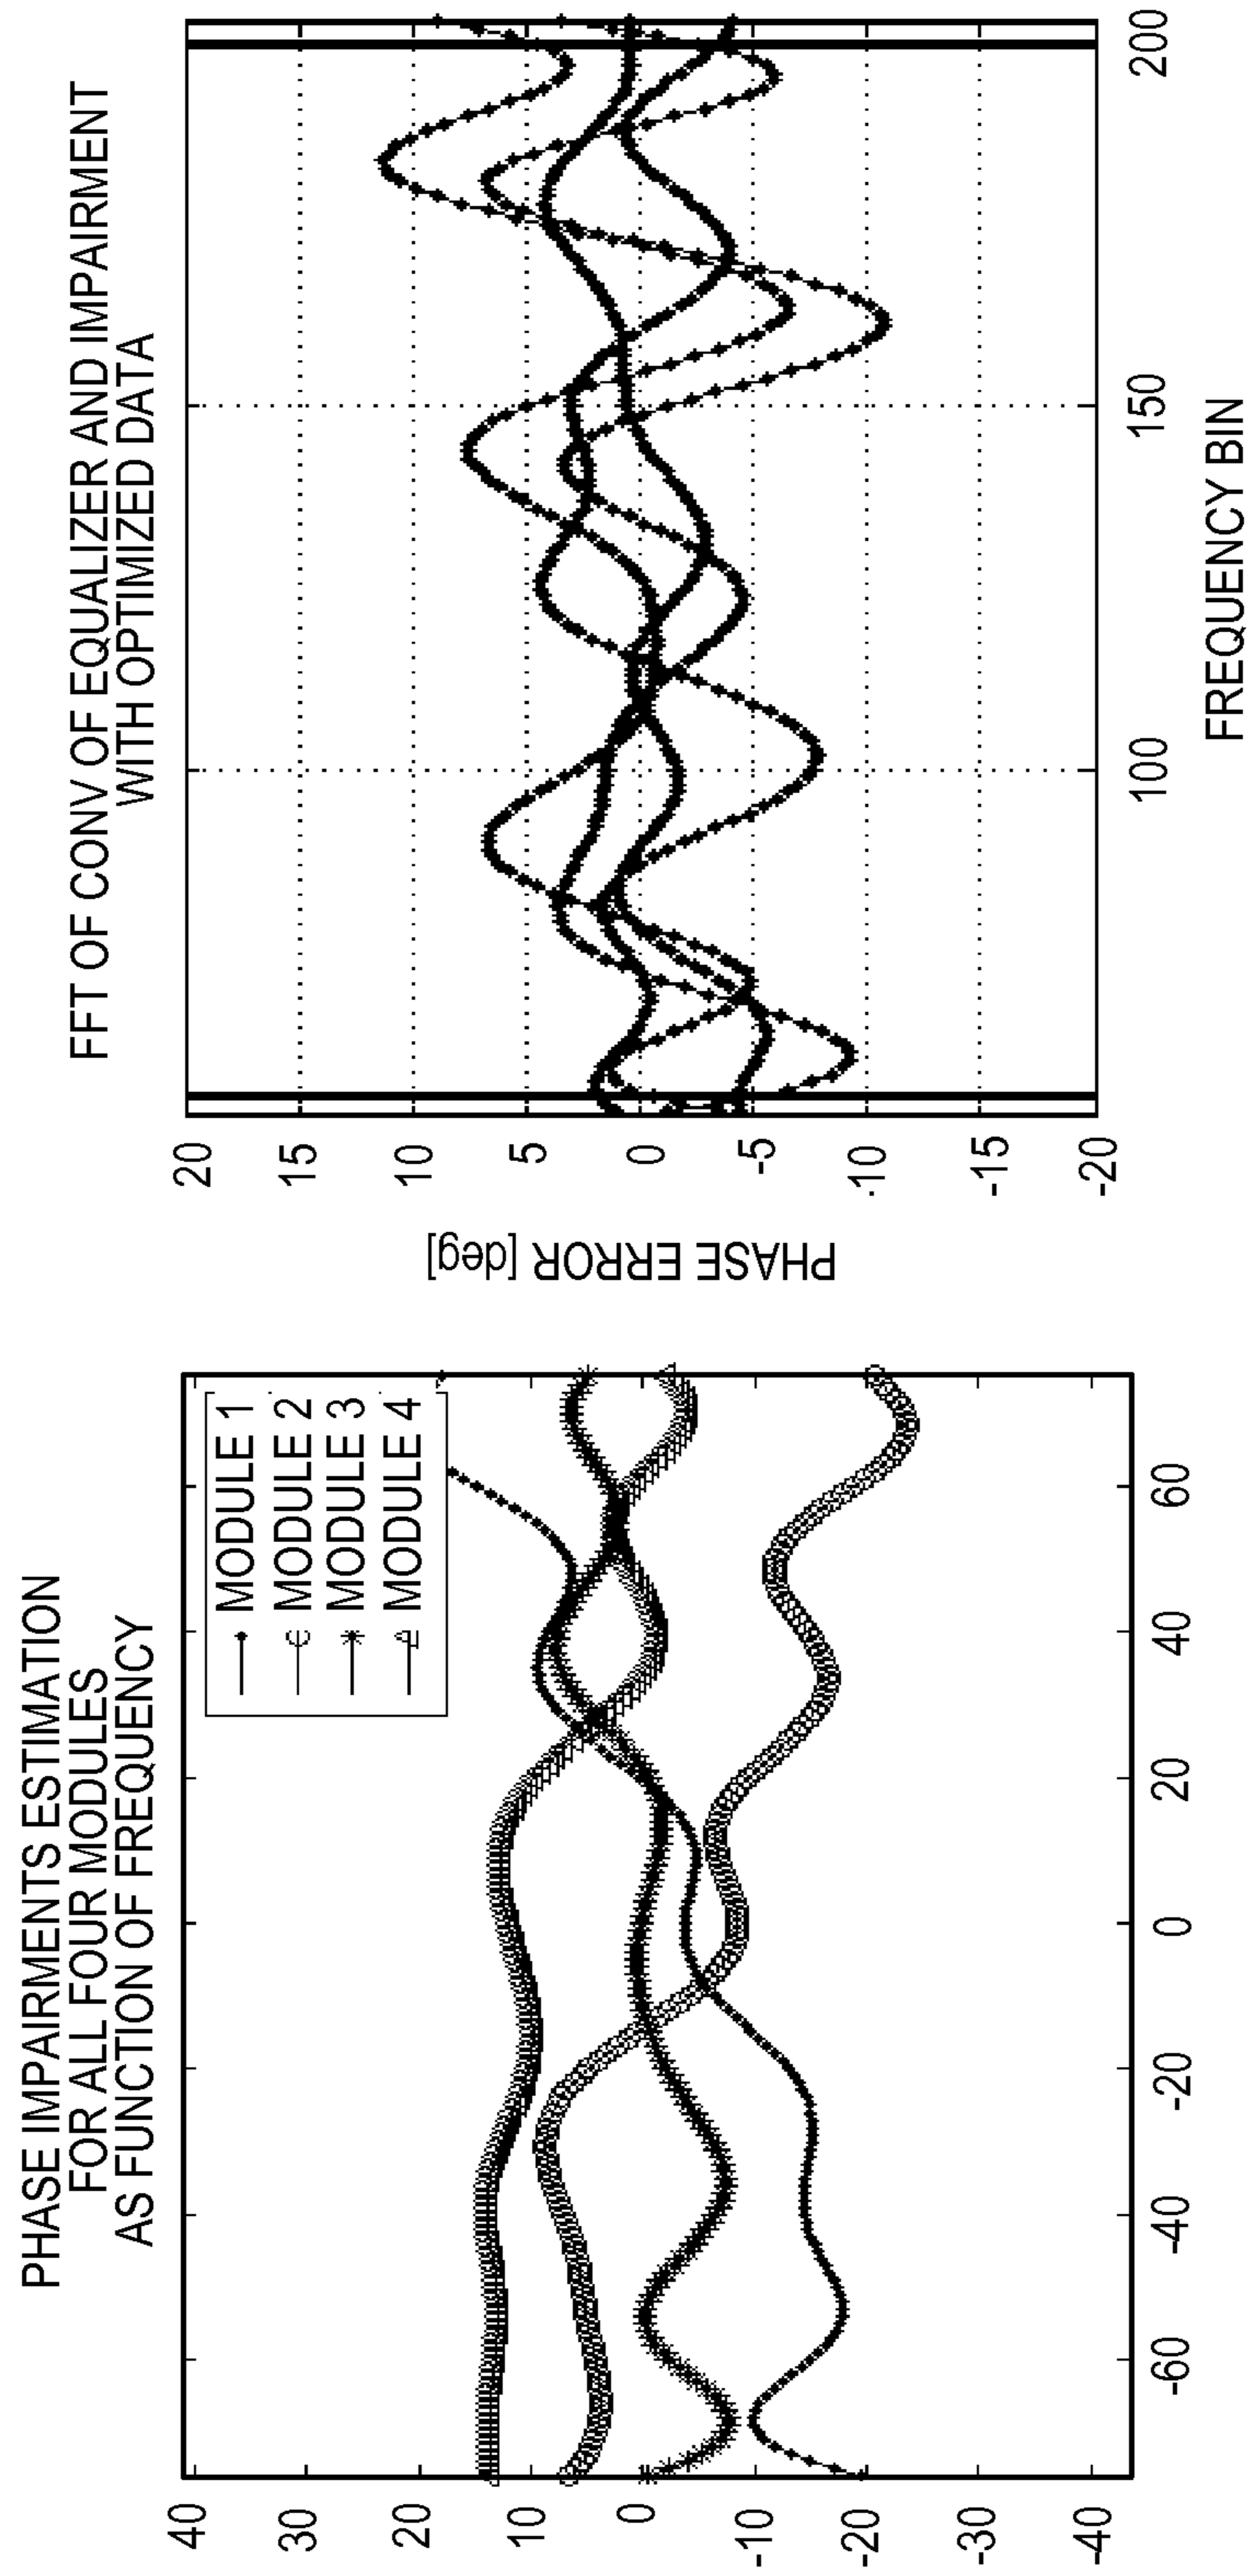 PHASE IMPAIRMENTS ESTIMATION
FOR ALL FOUR MODULES
AS FUNCTION OF FREQUENCY
40
30
20
10
0
-10
-20
-30
-40
-60
-40
-20
0
20
40
60
MODULE 1
MODULE 2
MODULE 3
MODULE 4
FFT OF CONV OF EQUALIZER AND IMPAIRMENT
WITH OPTIMIZED DATA
PHASE ERROR [deg]
20
15
10
5
0
-5
-10
-15
-20
100
150
200
FREQUENCY BIN